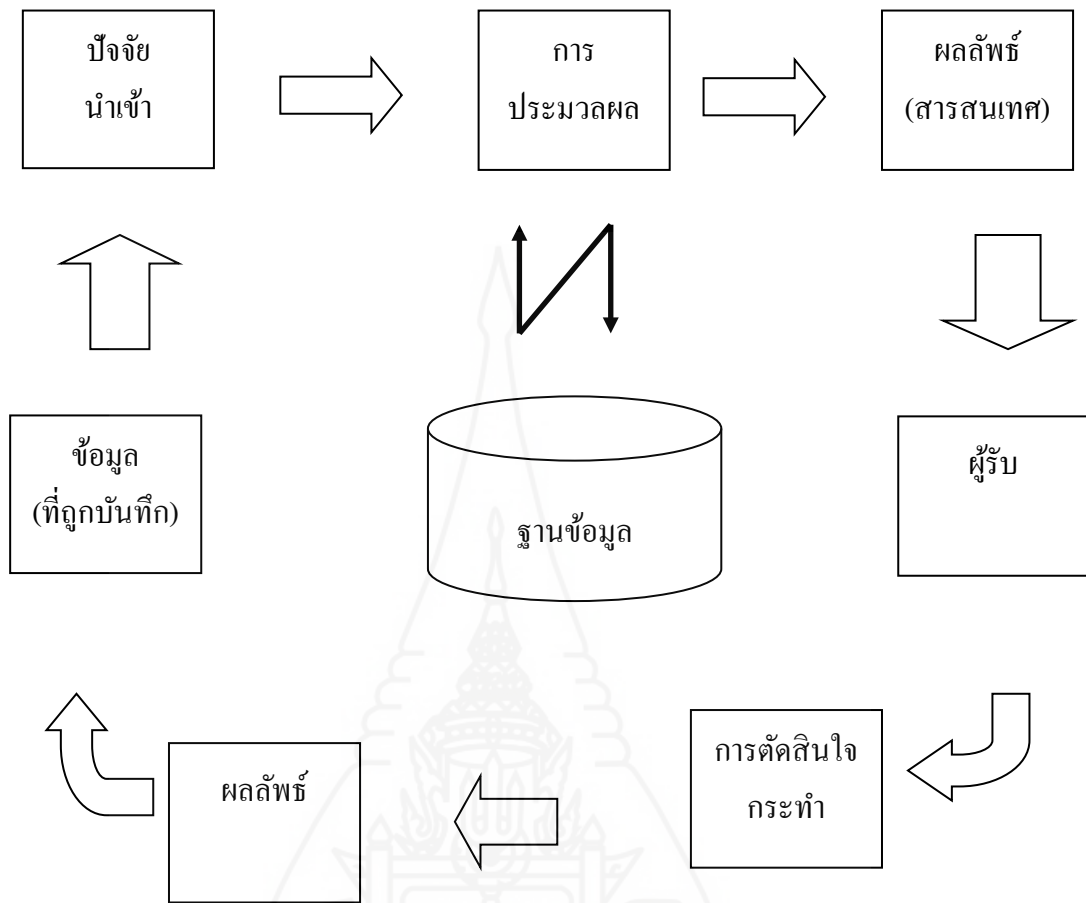 ปัจจัย
นำเข้า
การ
ประมวลผล
ผลลัพธ์
(สารสนเทศ)
ข้อมูล
(ที่ถูกบันทึก)
ฐานข้อมูล
ผู้รับ
ผลลัพธ์
การตัดสินใจ
กระทำ